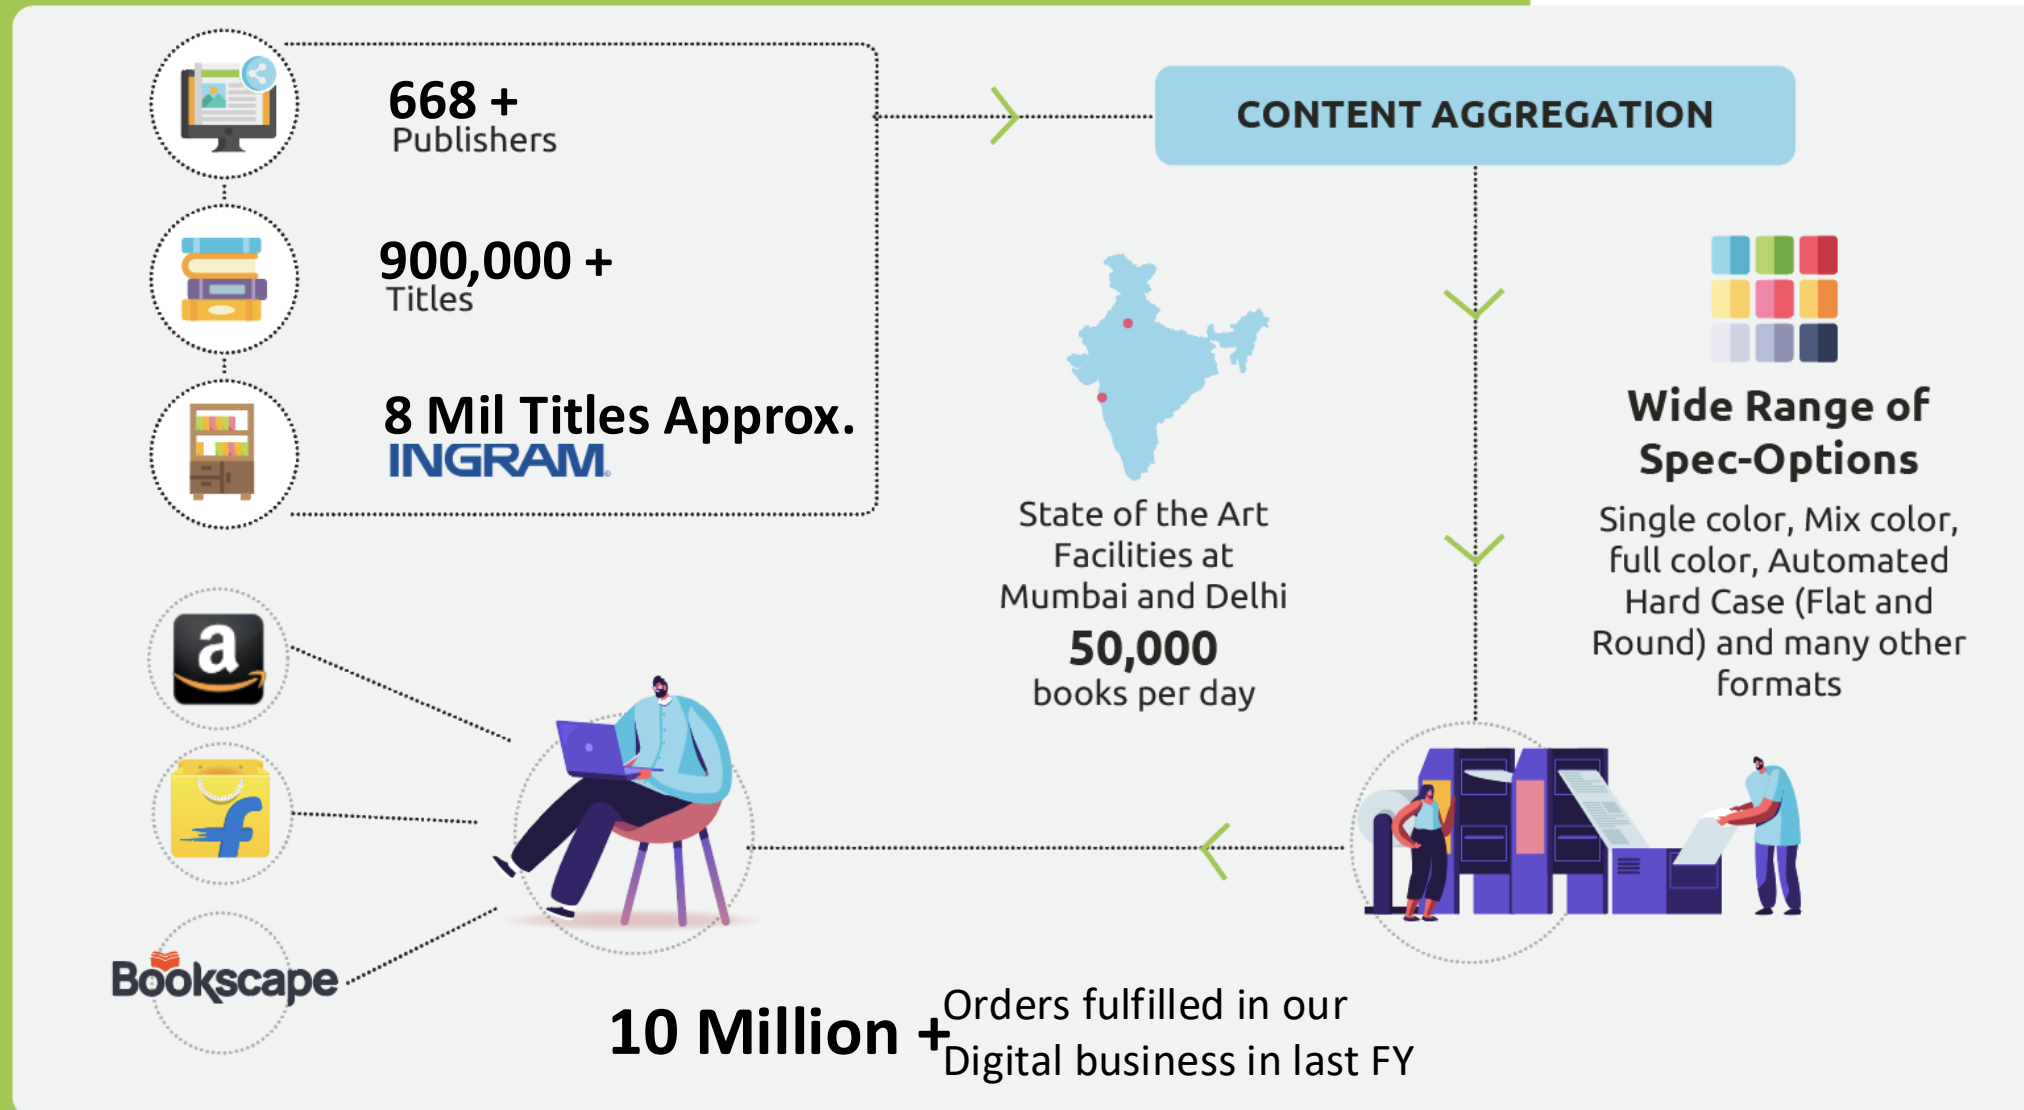 668 +
Publishers
900,000 +
Titles
8 Mil Titles Approx.
INGRAM®
CONTENT AGGREGATION
State of the Art
Facilities at
Mumbai and Delhi
50,000
books per day
Wide Range of
Spec-Options
Single color, Mix color,
full color, Automated
Hard Case (Flat and
Round) and many other
formats
a
f
Bookscape
10 Million +
Orders fulfilled in our
Digital business in last FY